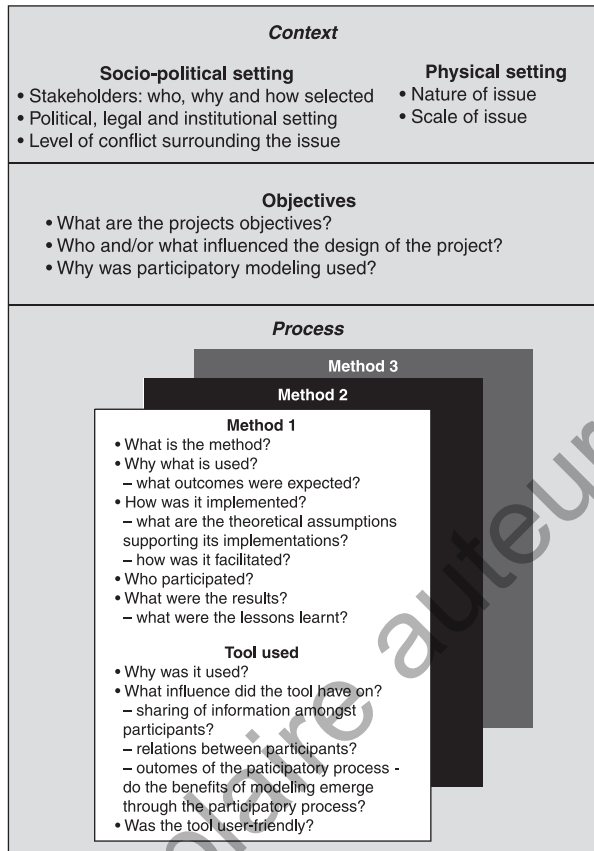 Context
Socio-political setting
• Stakeholders: who, why and how selected
• Political, legal and institutional setting
• Level of conflict surrounding the issue
Physical setting
• Nature of issue
• Scale of issue
Objectives
• What are the projects objectives?
• Who and/or what influenced the design of the project?
• Why was participatory modeling used?
Process
Method 3
Method 2
Method 1
• What is the method?
• Why what is used?
– what outcomes were expected?
• How was it implemented?
– what are the theoretical assumptions
supporting its implementations?
– how was it facilitated?
• Who participated?
• What were the results?
– what were the lessons learnt?
Tool used
• Why was it used?
• What influence did the tool have on?
– sharing of information amongst
participants?
– relations between participants?
– outomes of the paticipatory process -
do the benefits of modeling emerge
through the participatory process?
• Was the tool user-friendly?
olaire auteur